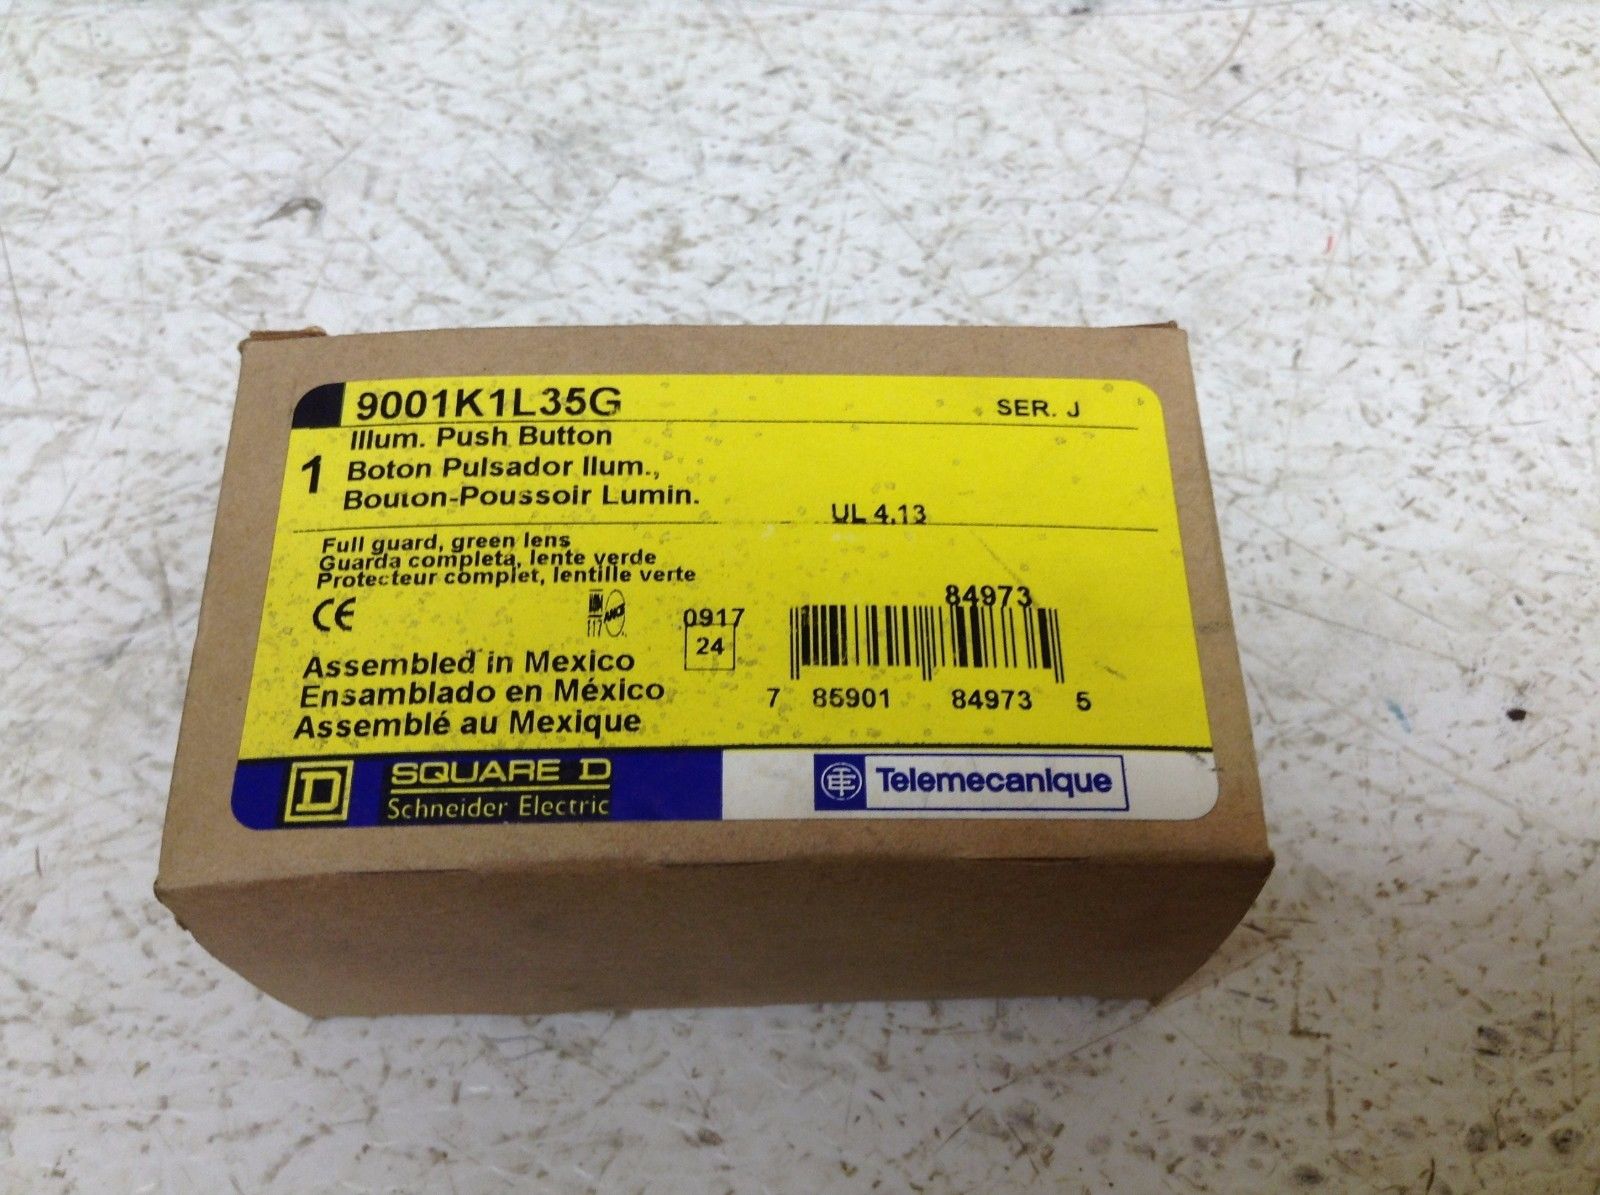 9001K1L35G SER. J
Illum. Push Button
1 Boton Pulsador Ilum.,
Bouton-Poussoir Lumin.
UL 4,13
Full guard, green lens
Guarda completa, lente verde
Protecteur complet, lentille verte
CE
ANCE
84973
0917
24
Assembled in Mexico
Ensamblado en México
Assemblé au Mexique
7 85901 84973 5
D SQUARE D
Schneider Electric
TE Telemecanique